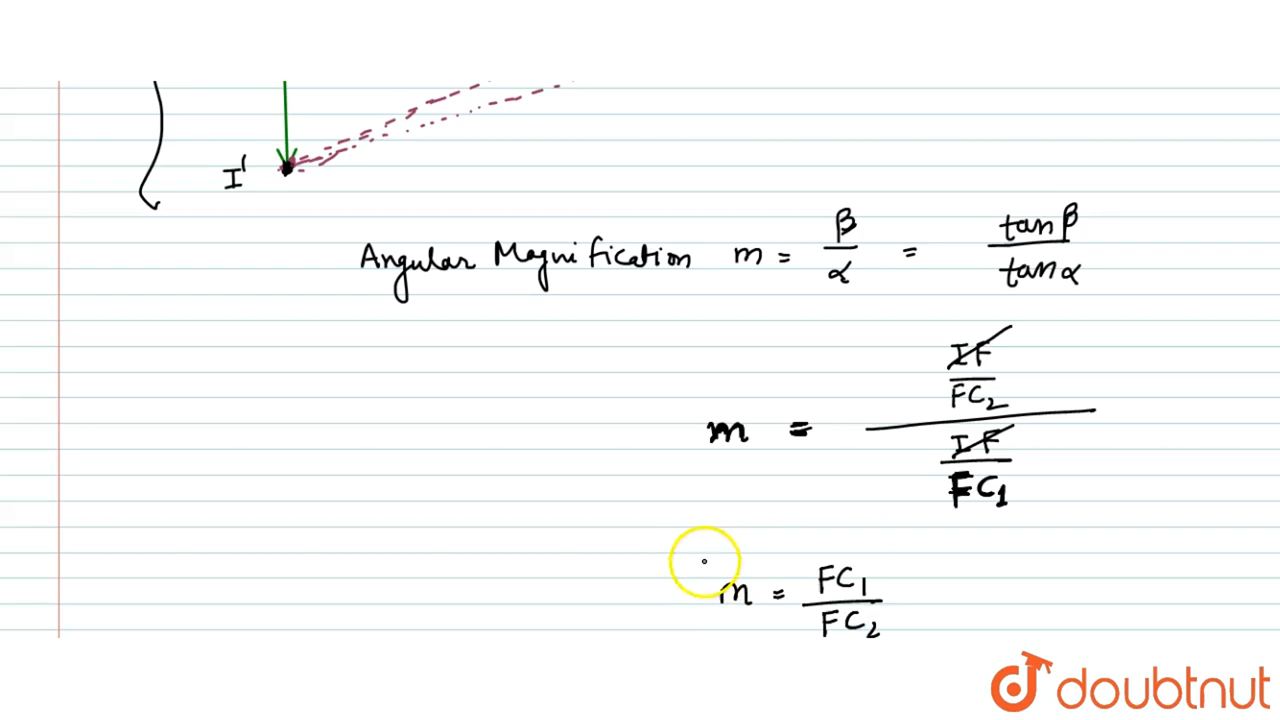 I'
Angular Magnification m = β/α = tanβ/tanα
m = (IF/FC₂)/(IF/FC₁)
m = FC₁/FC₂
doubtnut